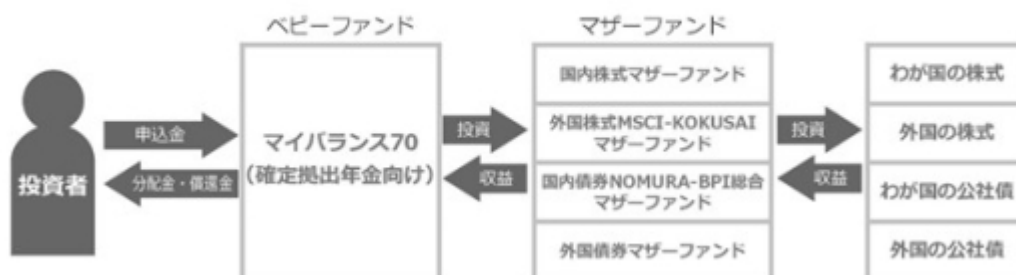 ベビーファンド
マザーファンド
投資者
申込金
分配金・償還金
マイバランス70
（確定拠出年金向け）
投資
収益
国内株式マザーファンド
外国株式MSCI-KOKUSAI
マザーファンド
国内債券NOMURA-BPI総合
マザーファンド
外国債券マザーファンド
投資
収益
わが国の株式
外国の株式
わが国の公社債
外国の公社債